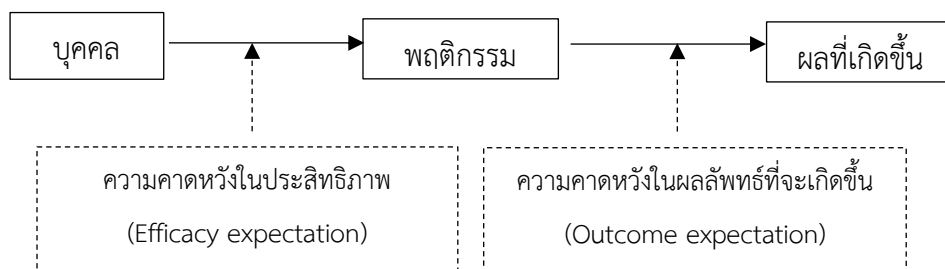 บุคคล
พฤติกรรม
ผลที่เกิดขึ้น
ความคาดหวังในประสิทธิภาพ
(Efficacy expectation)
ความคาดหวังในผลลัพทธ์ที่จะเกิดขึ้น
(Outcome expectation)